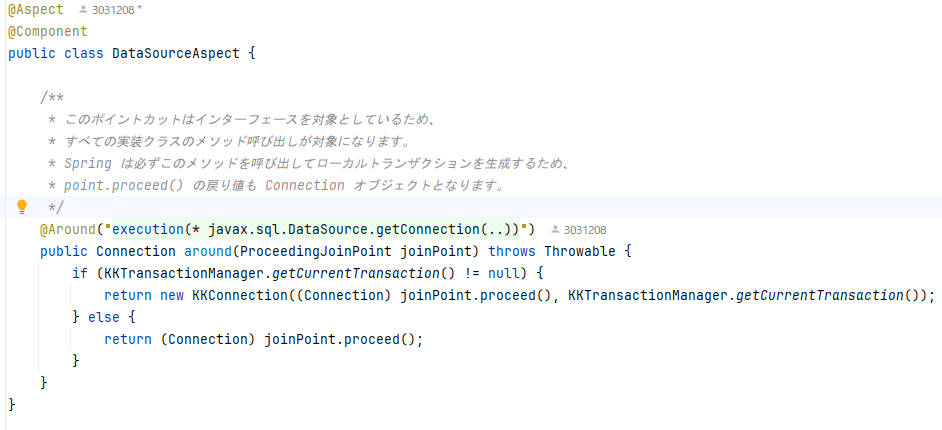 @Aspect 3031208 *
@Component
public class DataSourceAspect {
/**
* このポイントカットはインターフェースを対象としているため、
* すべての実装クラスのメソッド呼び出しが対象になります。
* Spring は必ずこのメソッドを呼び出してローカルトランザクションを生成するため、
* point.proceed() の戻り値も Connection オブジェクトとなります。
*/
@Around("execution(* javax.sql.DataSource.getConnection(..))") 3031208
public Connection around(ProceedingJoinPoint joinPoint) throws Throwable {
if (KKTransactionManager.getCurrentTransaction() != null) {
return new KKConnection((Connection) joinPoint.proceed(), KKTransactionManager.getCurrentTransaction());
} else {
return (Connection) joinPoint.proceed();
}
}
}